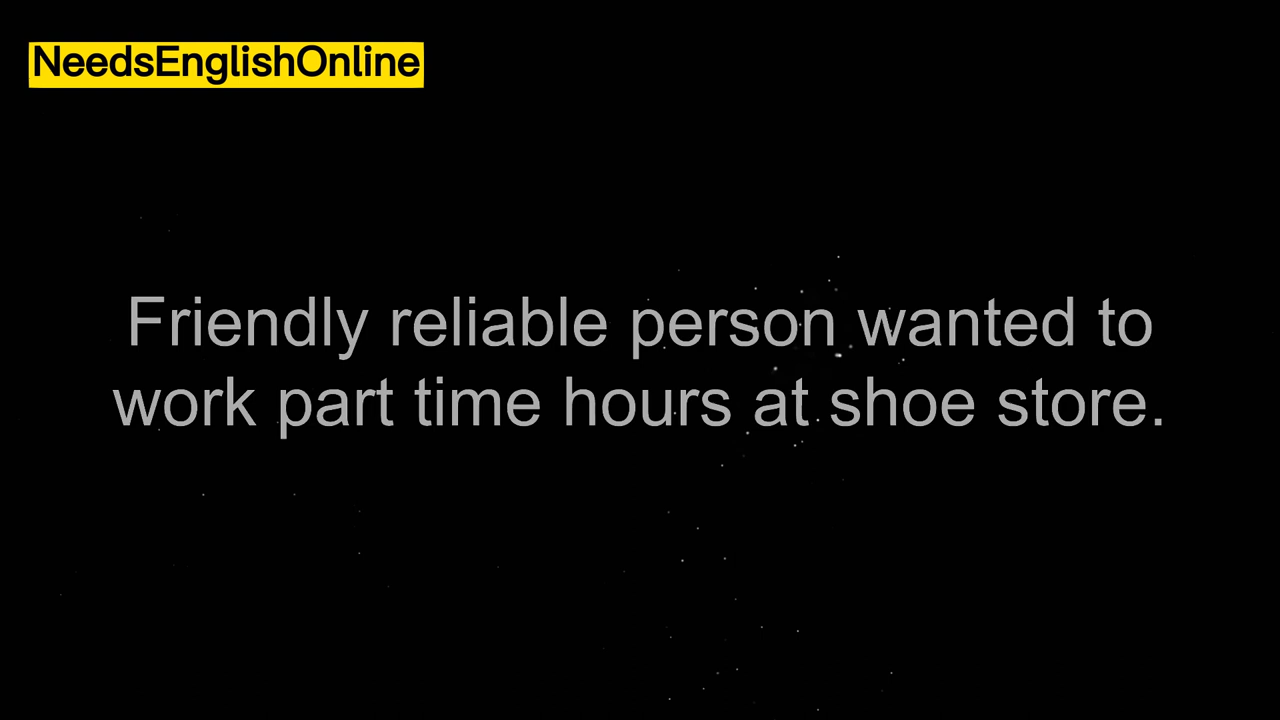 NeedsEnglishOnline
Friendly reliable person wanted to
work part time hours at shoe store.